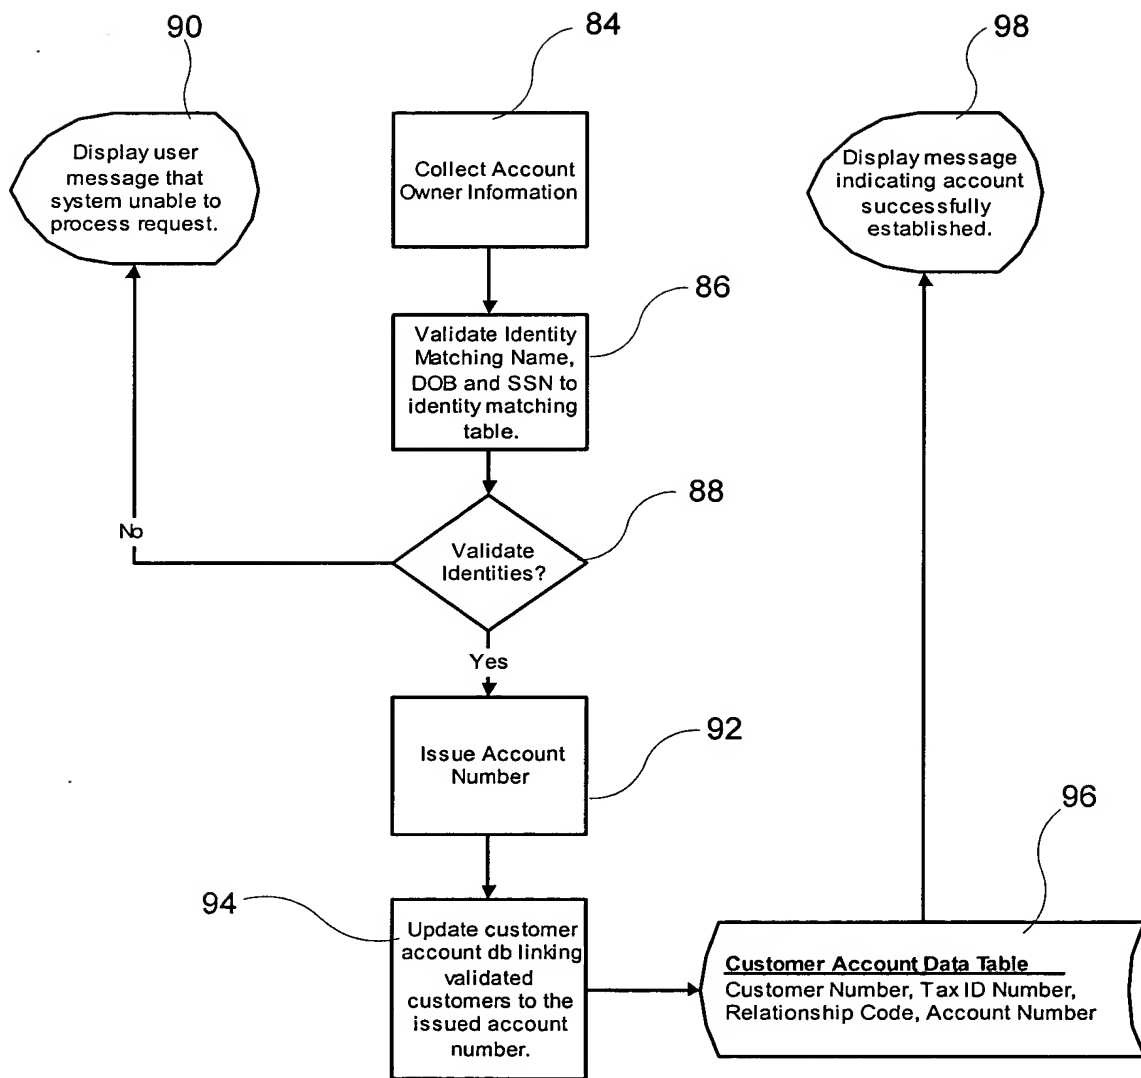 90
84
98
Display user
message that
system unable to
process request.
Collect Account
Owner Information
Display message
indicating account
successfully
established.
86
Validate Identity
Matching Name,
DOB and SSN to
identity matching
table.
88
No
Validate
Identities?
Yes
92
Issue Account
Number
96
94
Update customer
account db linking
validated
customers to the
issued account
number.
Customer Account Data Table
Customer Number, Tax ID Number,
Relationship Code, Account Number